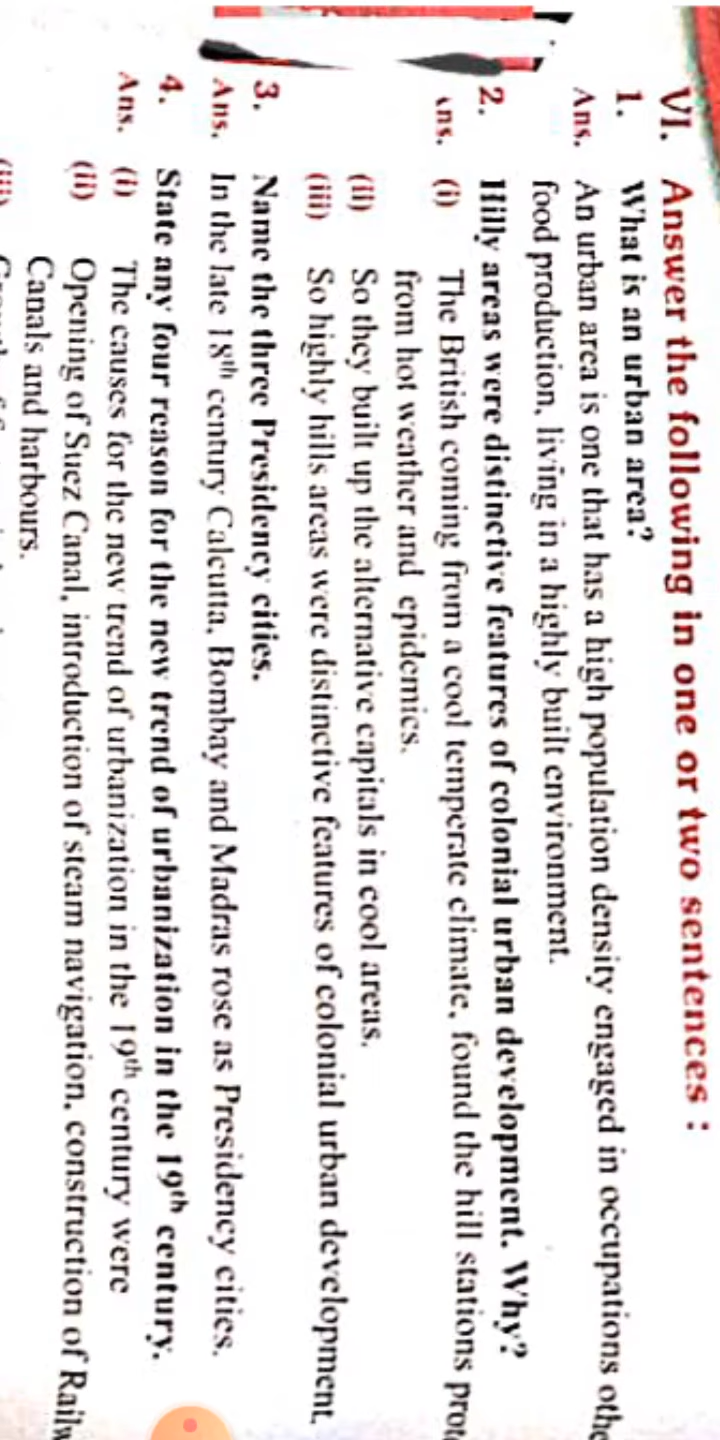 VI. Answer the following in one or two sentences :
1. What is an urban area?
Ans. An urban area is one that has a high population density engaged in occupations
food production, living in a highly built environment.
2. Hilly areas were distinctive features of colonial urban development. Why?
(i) The British coming from a cool temperate climate, found the hill stations
from hot weather and epidemics.
(ii) So they built up the alternative capitals in cool areas.
(iii) So highly hills areas were distinctive features of colonial urban development.
3. Name the three Presidency cities.
Ans. In the late 18th century Calcutta, Bombay and Madras rose as Presidency cities.
4. State any four reason for the new trend of urbanization in the 19th century.
Ans. (i) The causes for the new trend of urbanization in the 19th century were
(ii) Opening of Suez Canal, introduction of steam navigation, construction of
Canals and harbours.
(iii)